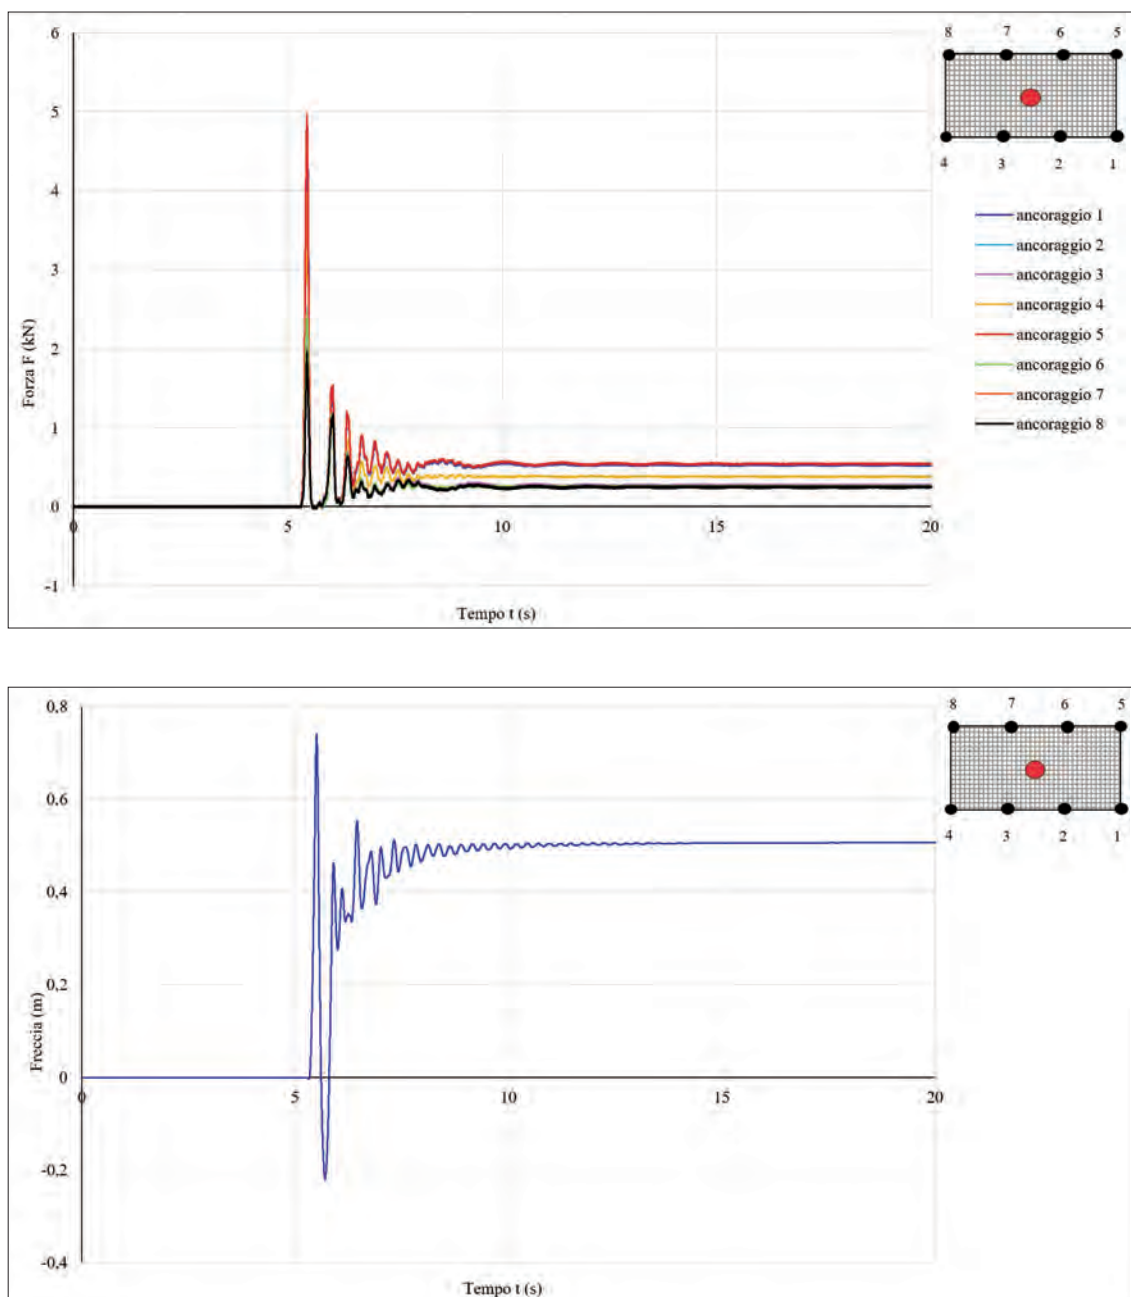 6
5
4
3
2
1
0
-1
Forza F (kN)
0
5
10
15
20
Tempo t (s)
8 7 6 5
4 3 2 1
ancoraggio 1
ancoraggio 2
ancoraggio 3
ancoraggio 4
ancoraggio 5
ancoraggio 6
ancoraggio 7
ancoraggio 8
0,8
0,6
0,4
0,2
0
-0,2
-0,4
Freccia (m)
0
5
10
15
20
Tempo t (s)
8 7 6 5
4 3 2 1